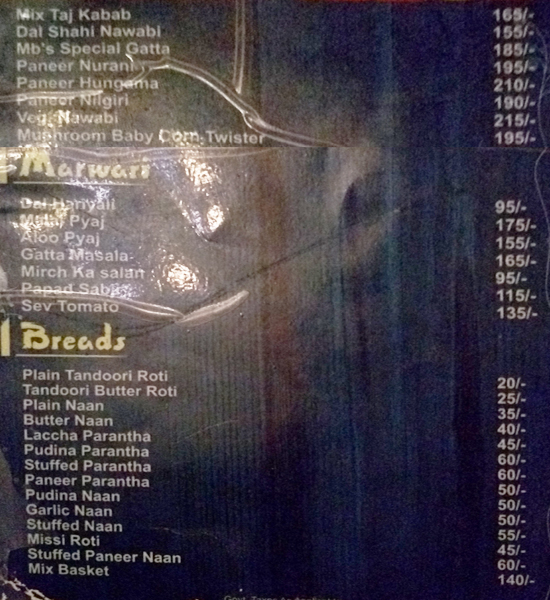 Mix Taj Kabab 165/-
Dal Shahi Nawabi 155/-
Mb's Special Gatta 185/-
Paneer Nurani 195/-
Paneer Hungama 210/-
Paneer Nilgiri 190/-
Veg. Nawabi 215/-
Mushroom Baby Corn Twister 195/-
Marwari
Dal Hariyali 95/-
Malai Pyaj 175/-
Aloo Pyaj 155/-
Gatta Masala 165/-
Mirch Ka salan 95/-
Papad Sabji 115/-
Sev Tomato 135/-
Breads
Plain Tandoori Roti 20/-
Tandoori Butter Roti 25/-
Plain Naan 35/-
Butter Naan 40/-
Laccha Parantha 45/-
Pudina Parantha 60/-
Stuffed Parantha 60/-
Paneer Parantha 50/-
Pudina Naan 50/-
Garlic Naan 50/-
Stuffed Naan 55/-
Missi Roti 45/-
Stuffed Paneer Naan 60/-
Mix Basket 140/-